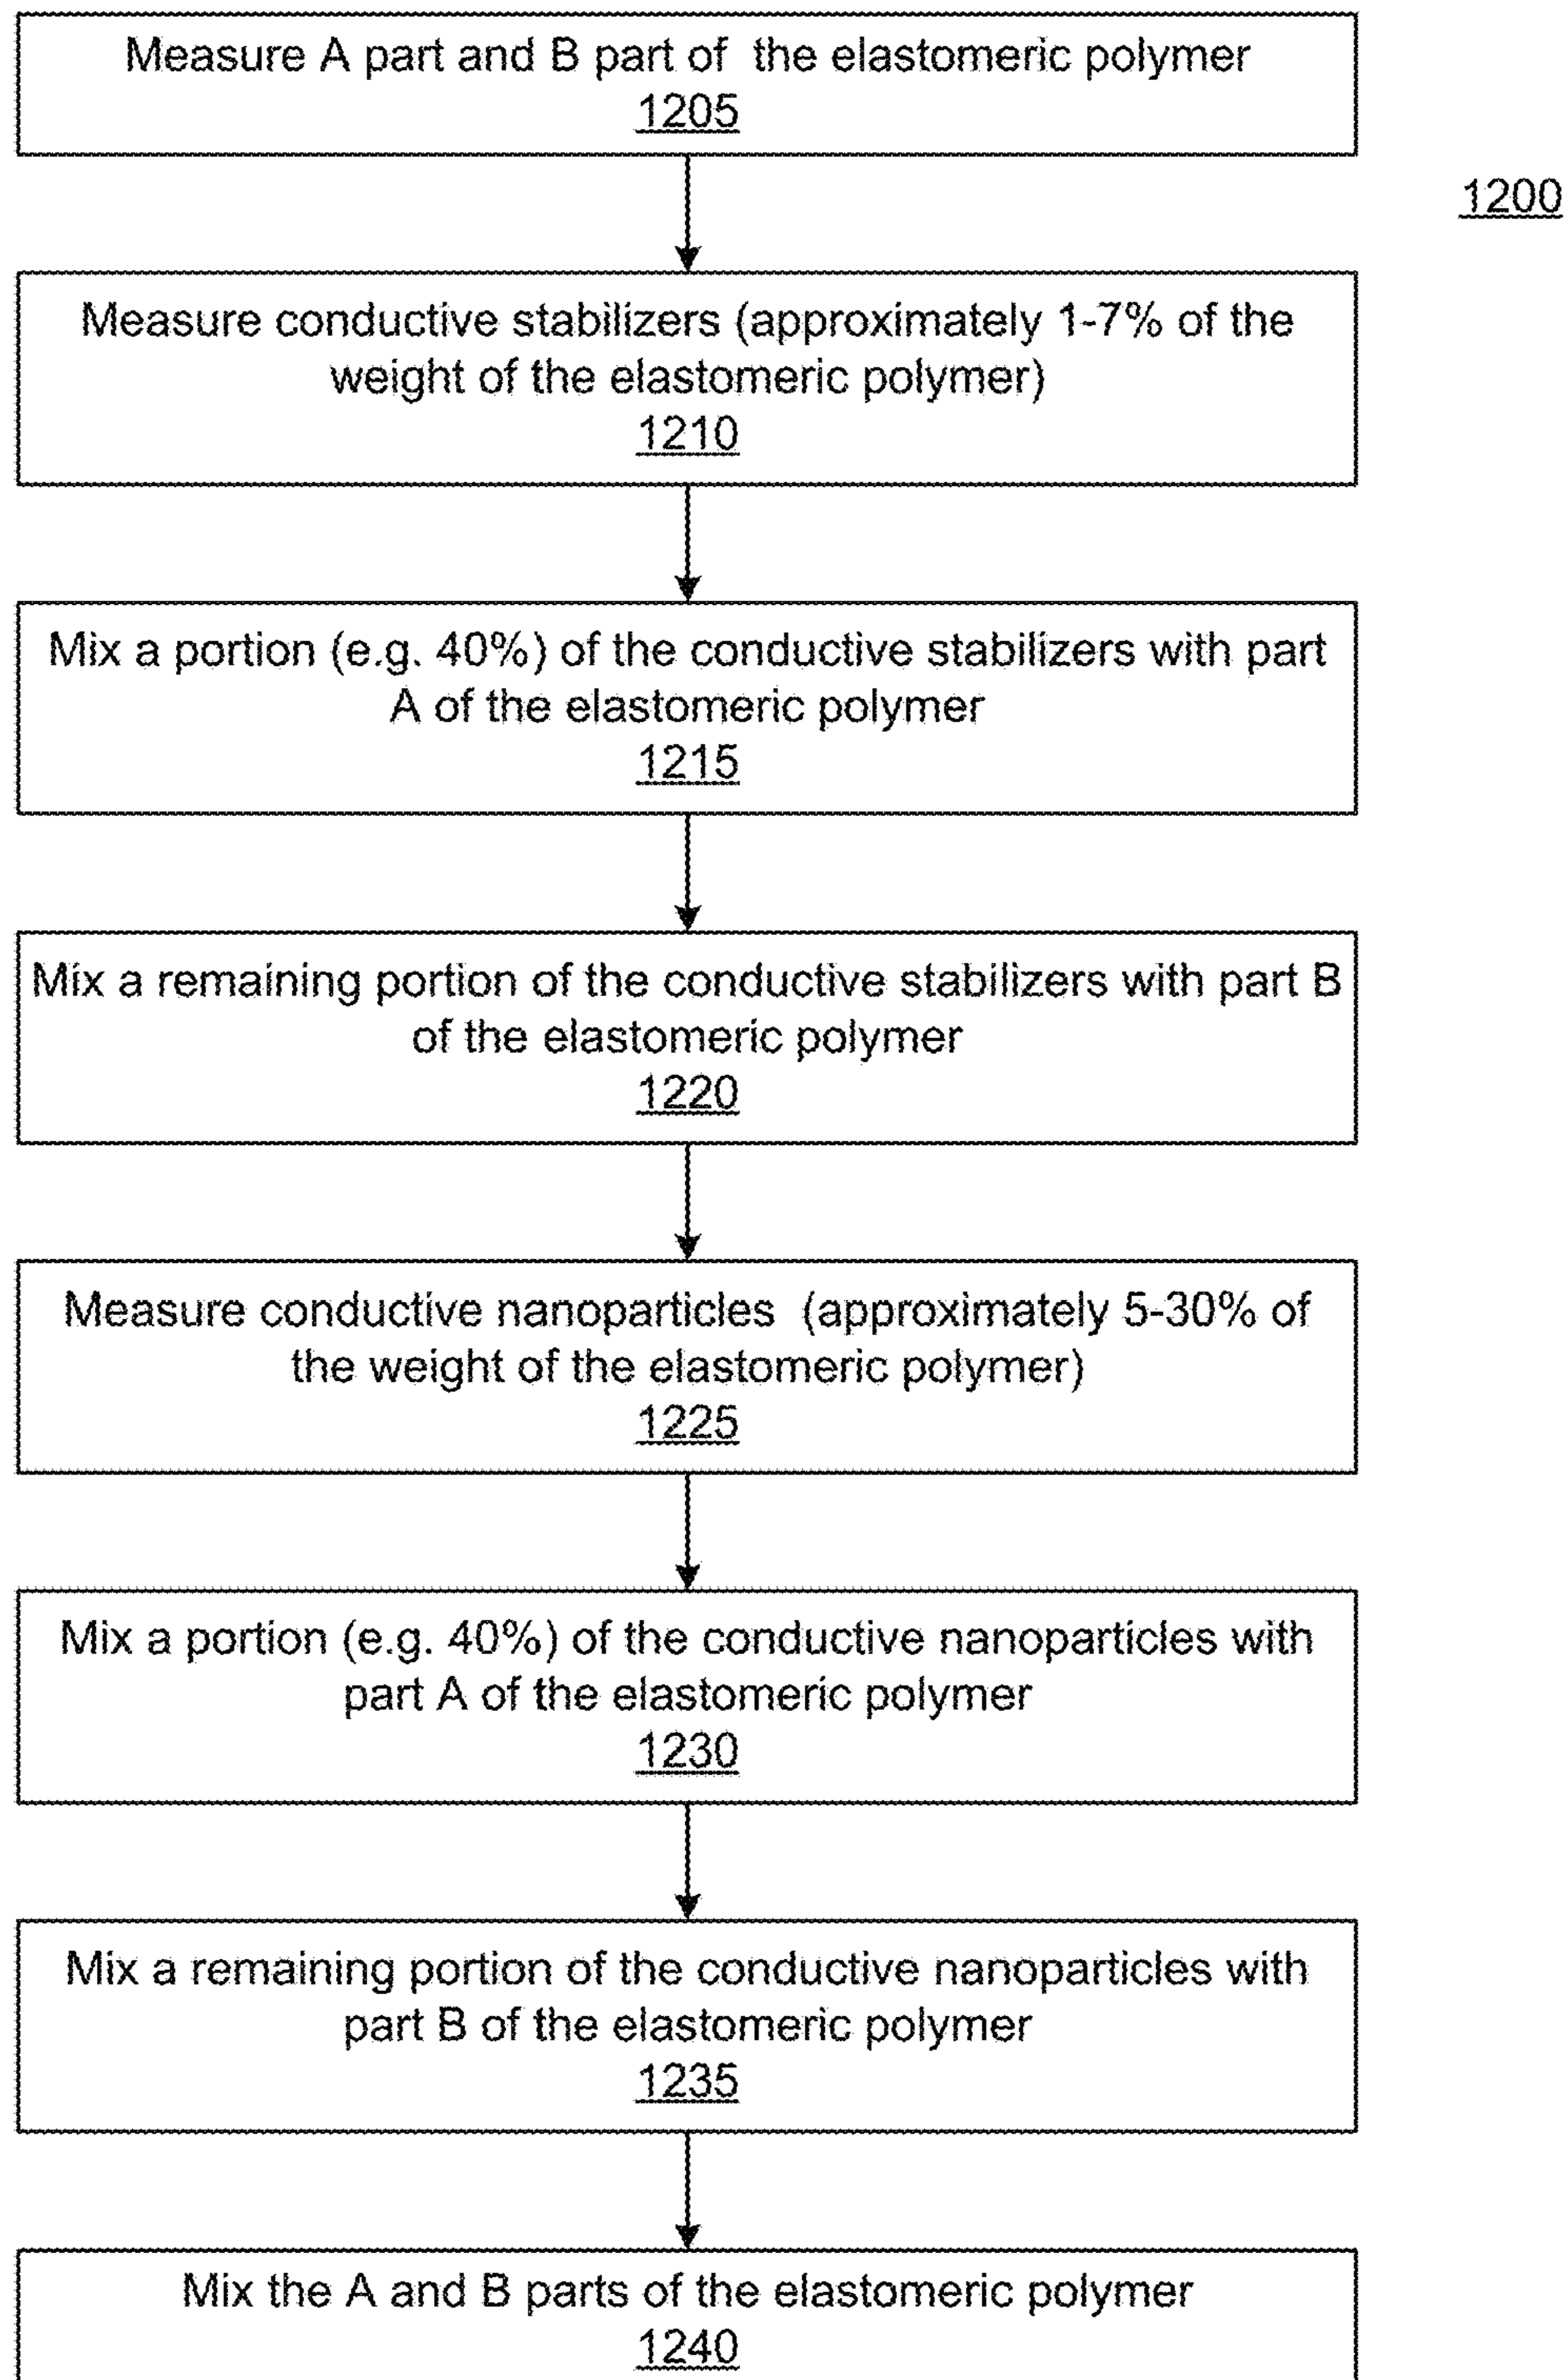 Measure A part and B part of the elastomeric polymer
1205
1200
Measure conductive stabilizers (approximately 1-7% of the
weight of the elastomeric polymer)
1210
Mix a portion (e.g. 40%) of the conductive stabilizers with part
A of the elastomeric polymer
1215
Mix a remaining portion of the conductive stabilizers with part B
of the elastomeric polymer
1220
Measure conductive nanoparticles (approximately 5-30% of
the weight of the elastomeric polymer)
1225
Mix a portion (e.g. 40%) of the conductive nanoparticles with
part A of the elastomeric polymer
1230
Mix a remaining portion of the conductive nanoparticles with
part B of the elastomeric polymer
1235
Mix the A and B parts of the elastomeric polymer
1240